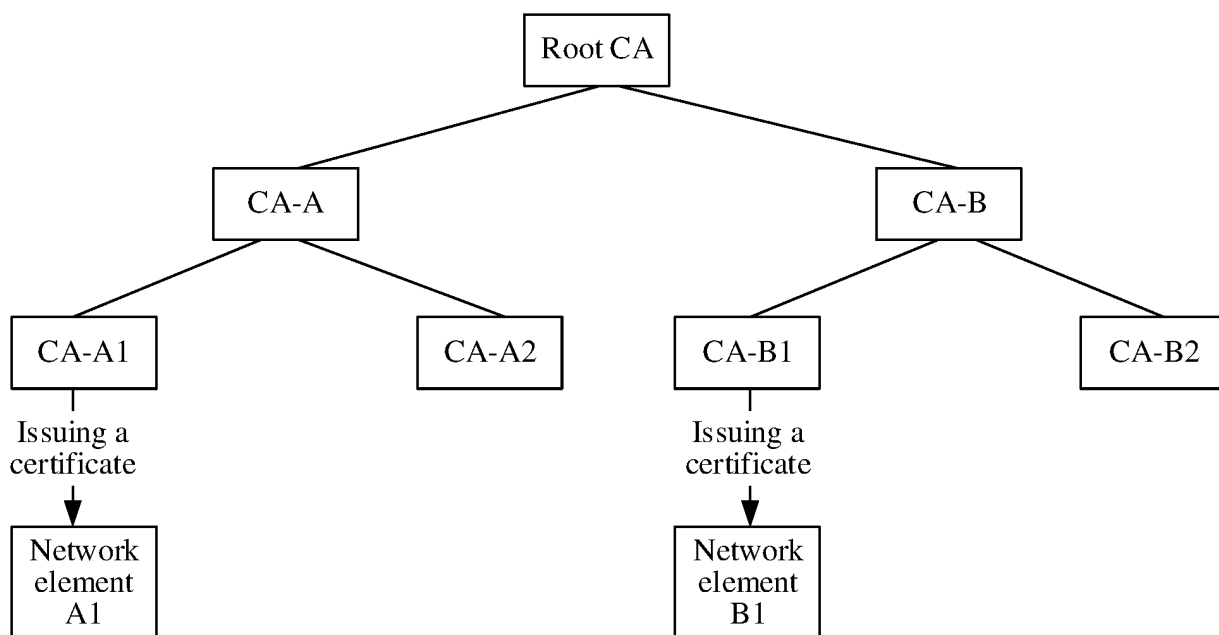 Root CA
CA-A
CA-B
CA-A1
CA-A2
CA-B1
CA-B2
Issuing a
certificate
Issuing a
certificate
Network
element
A1
Network
element
B1